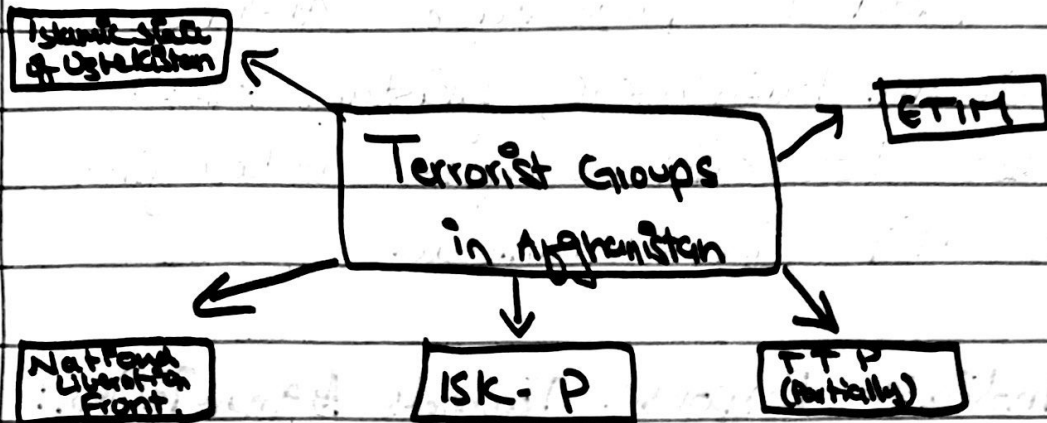 Islamic State
of Uzbekistan
ETIM
Terrorist Groups
in Afghanistan
National
Liberation
Front.
ISK-P
TTP
(Partially)